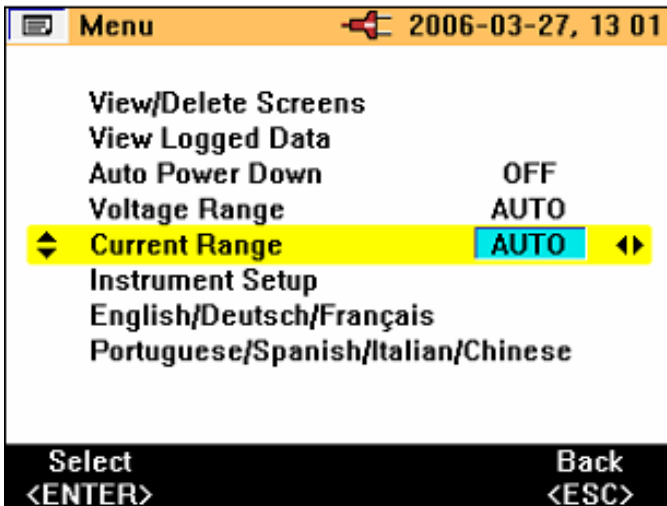 Menu 2006-03-27, 13 01
View/Delete Screens
View Logged Data
Auto Power Down OFF
Voltage Range AUTO
Current Range AUTO
Instrument Setup
English/Deutsch/Français
Portuguese/Spanish/Italian/Chinese
Select Back
<ENTER> <ESC>